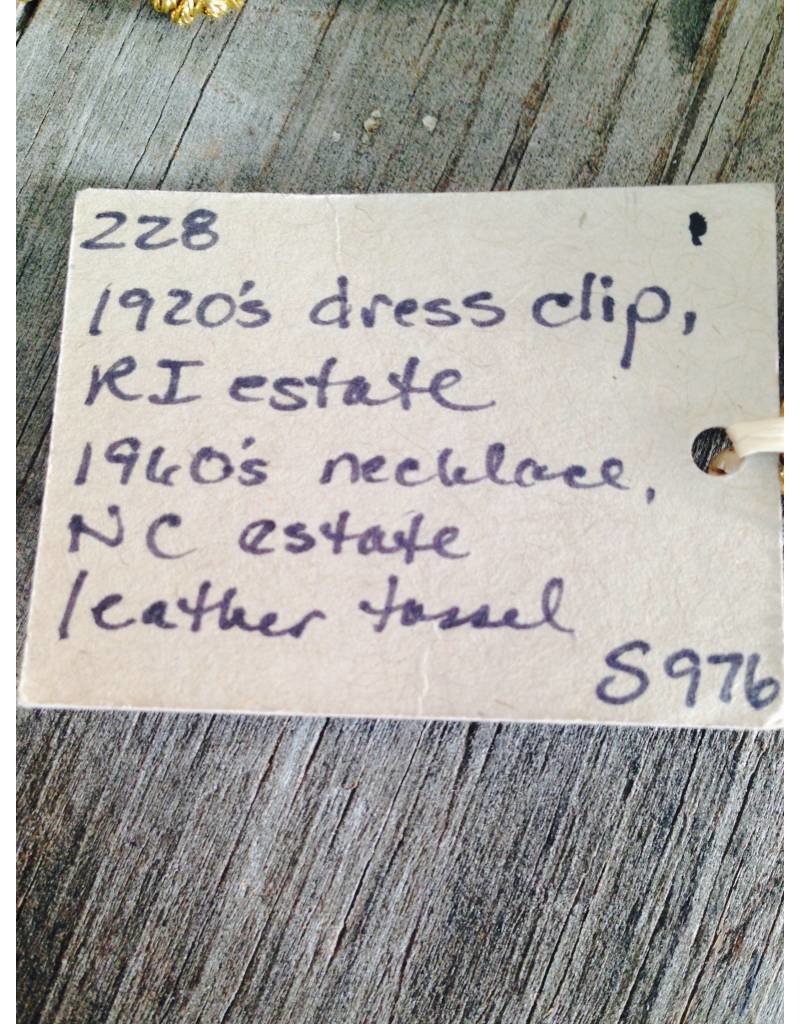 228
1920's dress clip,
RI estate
1960's necklace,
NC estate
leather tassel
S976